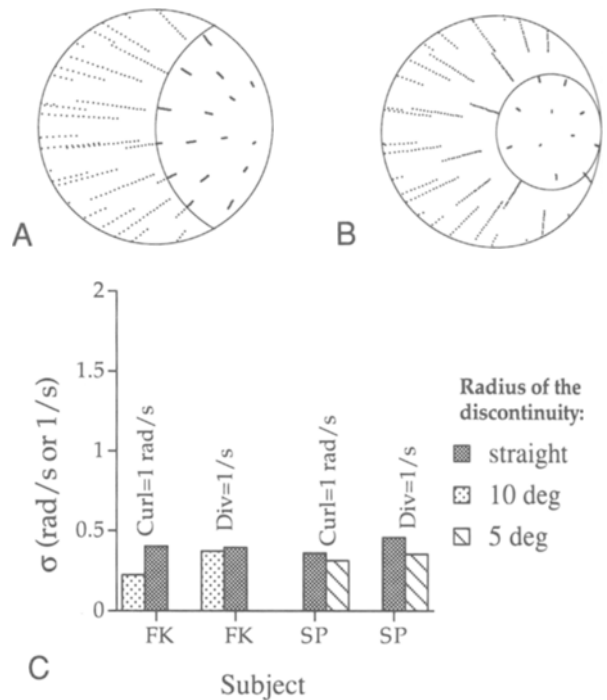 A
B
2
1.5
1
0.5
0
σ (rad/s or 1/s)
Curl=1 rad/s
Div=1/s
Curl=1 rad/s
Div=1/s
FK
FK
SP
SP
Subject
Radius of the
discontinuity:
straight
10 deg
5 deg
C